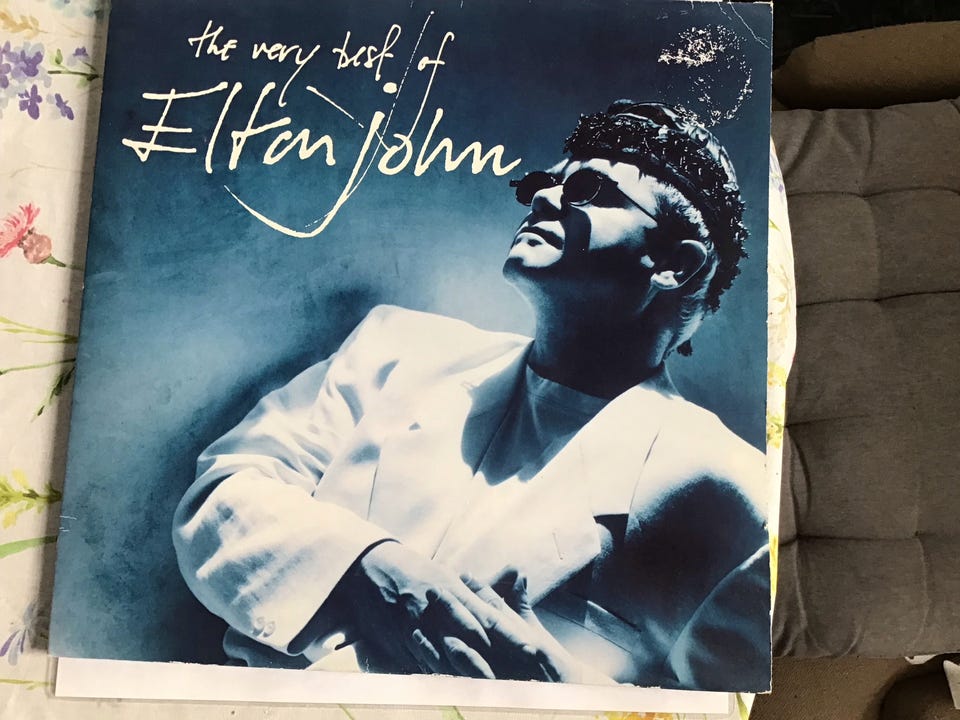 the very best of
Elton john